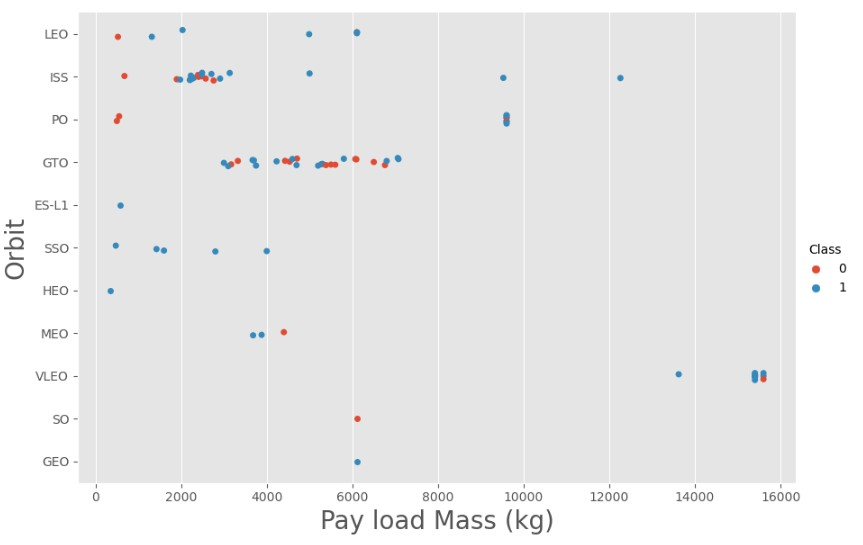 LEO
ISS
PO
GTO
ES-L1
SSO
HEO
MEO
VLEO
SO
GEO
Orbit
0 2000 4000 6000 8000 10000 12000 14000 16000
Pay load Mass (kg)
Class
0
1